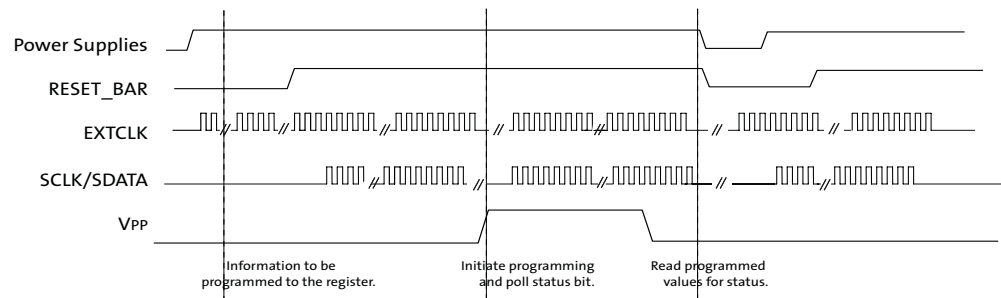 Power Supplies
RESET_BAR
EXTCLK
SCLK/SDATA
VPP
Information to be
programmed to the register.
Initiate programming
and poll status bit.
Read programmed
values for status.